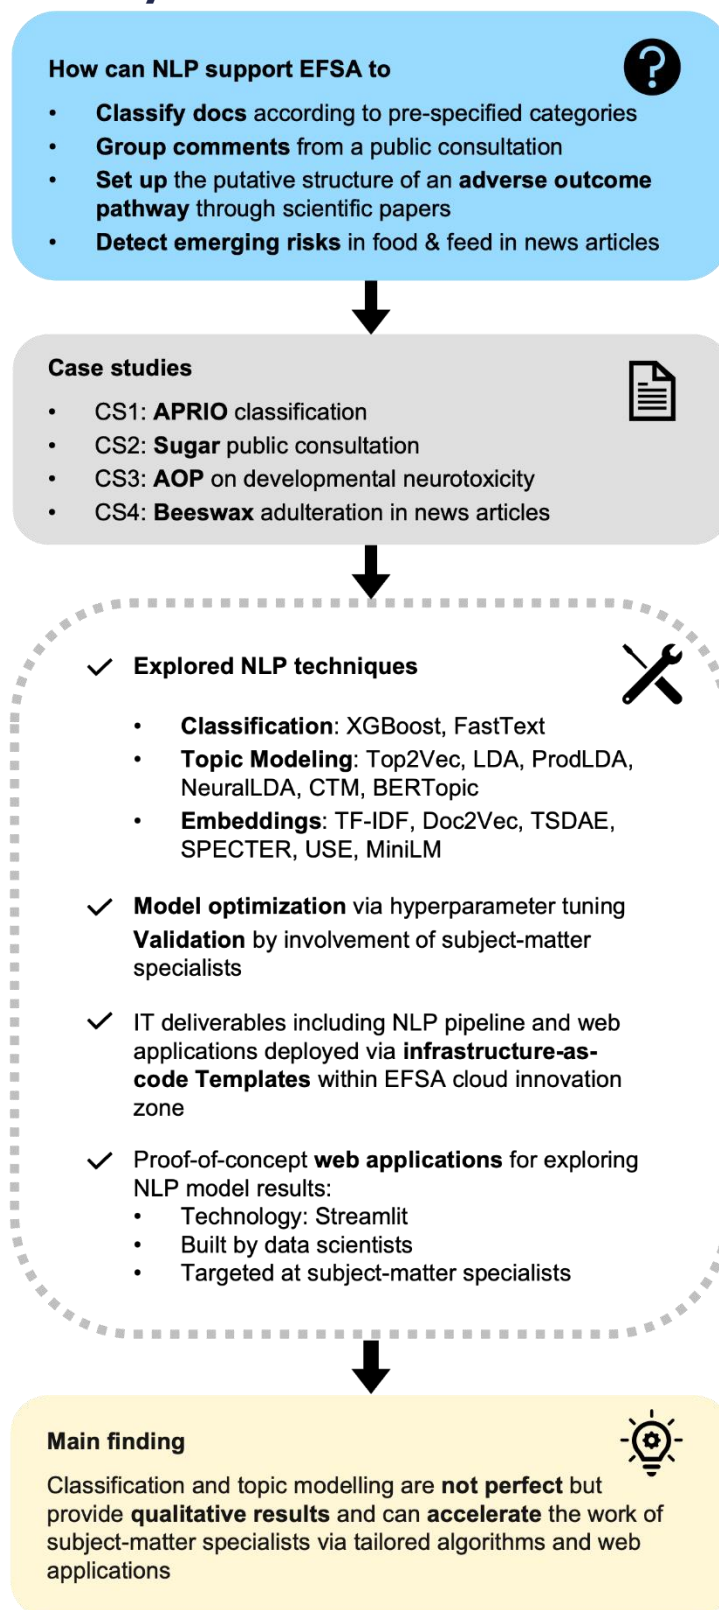 How can NLP support EFSA to
?
• Classify docs according to pre-specified categories
• Group comments from a public consultation
• Set up the putative structure of an adverse outcome
pathway through scientific papers
• Detect emerging risks in food & feed in news articles
Case studies
• CS1: APRIO classification
• CS2: Sugar public consultation
• CS3: AOP on developmental neurotoxicity
• CS4: Beeswax adulteration in news articles
✓ Explored NLP techniques
• Classification: XGBoost, FastText
• Topic Modeling: Top2Vec, LDA, ProdLDA,
NeuralLDA, CTM, BERTopic
• Embeddings: TF-IDF, Doc2Vec, TSDAE,
SPECTER, USE, MiniLM
✓ Model optimization via hyperparameter tuning
Validation by involvement of subject-matter
specialists
✓ IT deliverables including NLP pipeline and web
applications deployed via infrastructure-as-
code Templates within EFSA cloud innovation
zone
✓ Proof-of-concept web applications for exploring
NLP model results:
• Technology: Streamlit
• Built by data scientists
• Targeted at subject-matter specialists
Main finding
Classification and topic modelling are not perfect but
provide qualitative results and can accelerate the work of
subject-matter specialists via tailored algorithms and web
applications